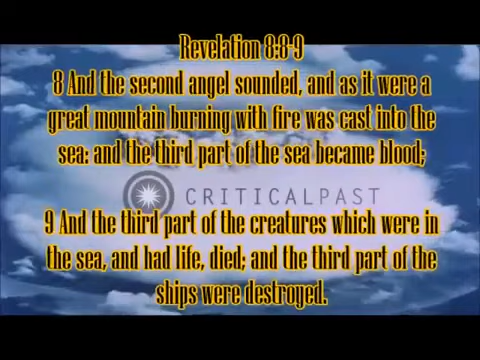 Revelation 8:8-9
8 And the second angel sounded, and as it were a
great mountain burning with fire was cast into the
sea: and the third part of the sea became blood;
CRITICALPAST
9 And the third part of the creatures which were in
the sea, and had life, died; and the third part of the
ships were destroyed.